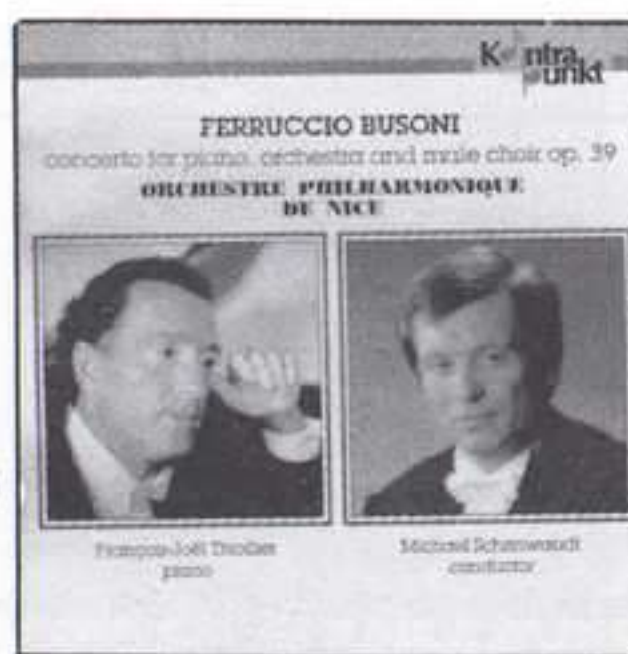 Kontra
punkt
FERRUCCIO BUSONI
concerto for piano, orchestra and male choir op. 39
ORCHESTRE PHILHARMONIQUE
DE NICE
François-Joël Thiollier
piano
Michael Schønwandt
conductor